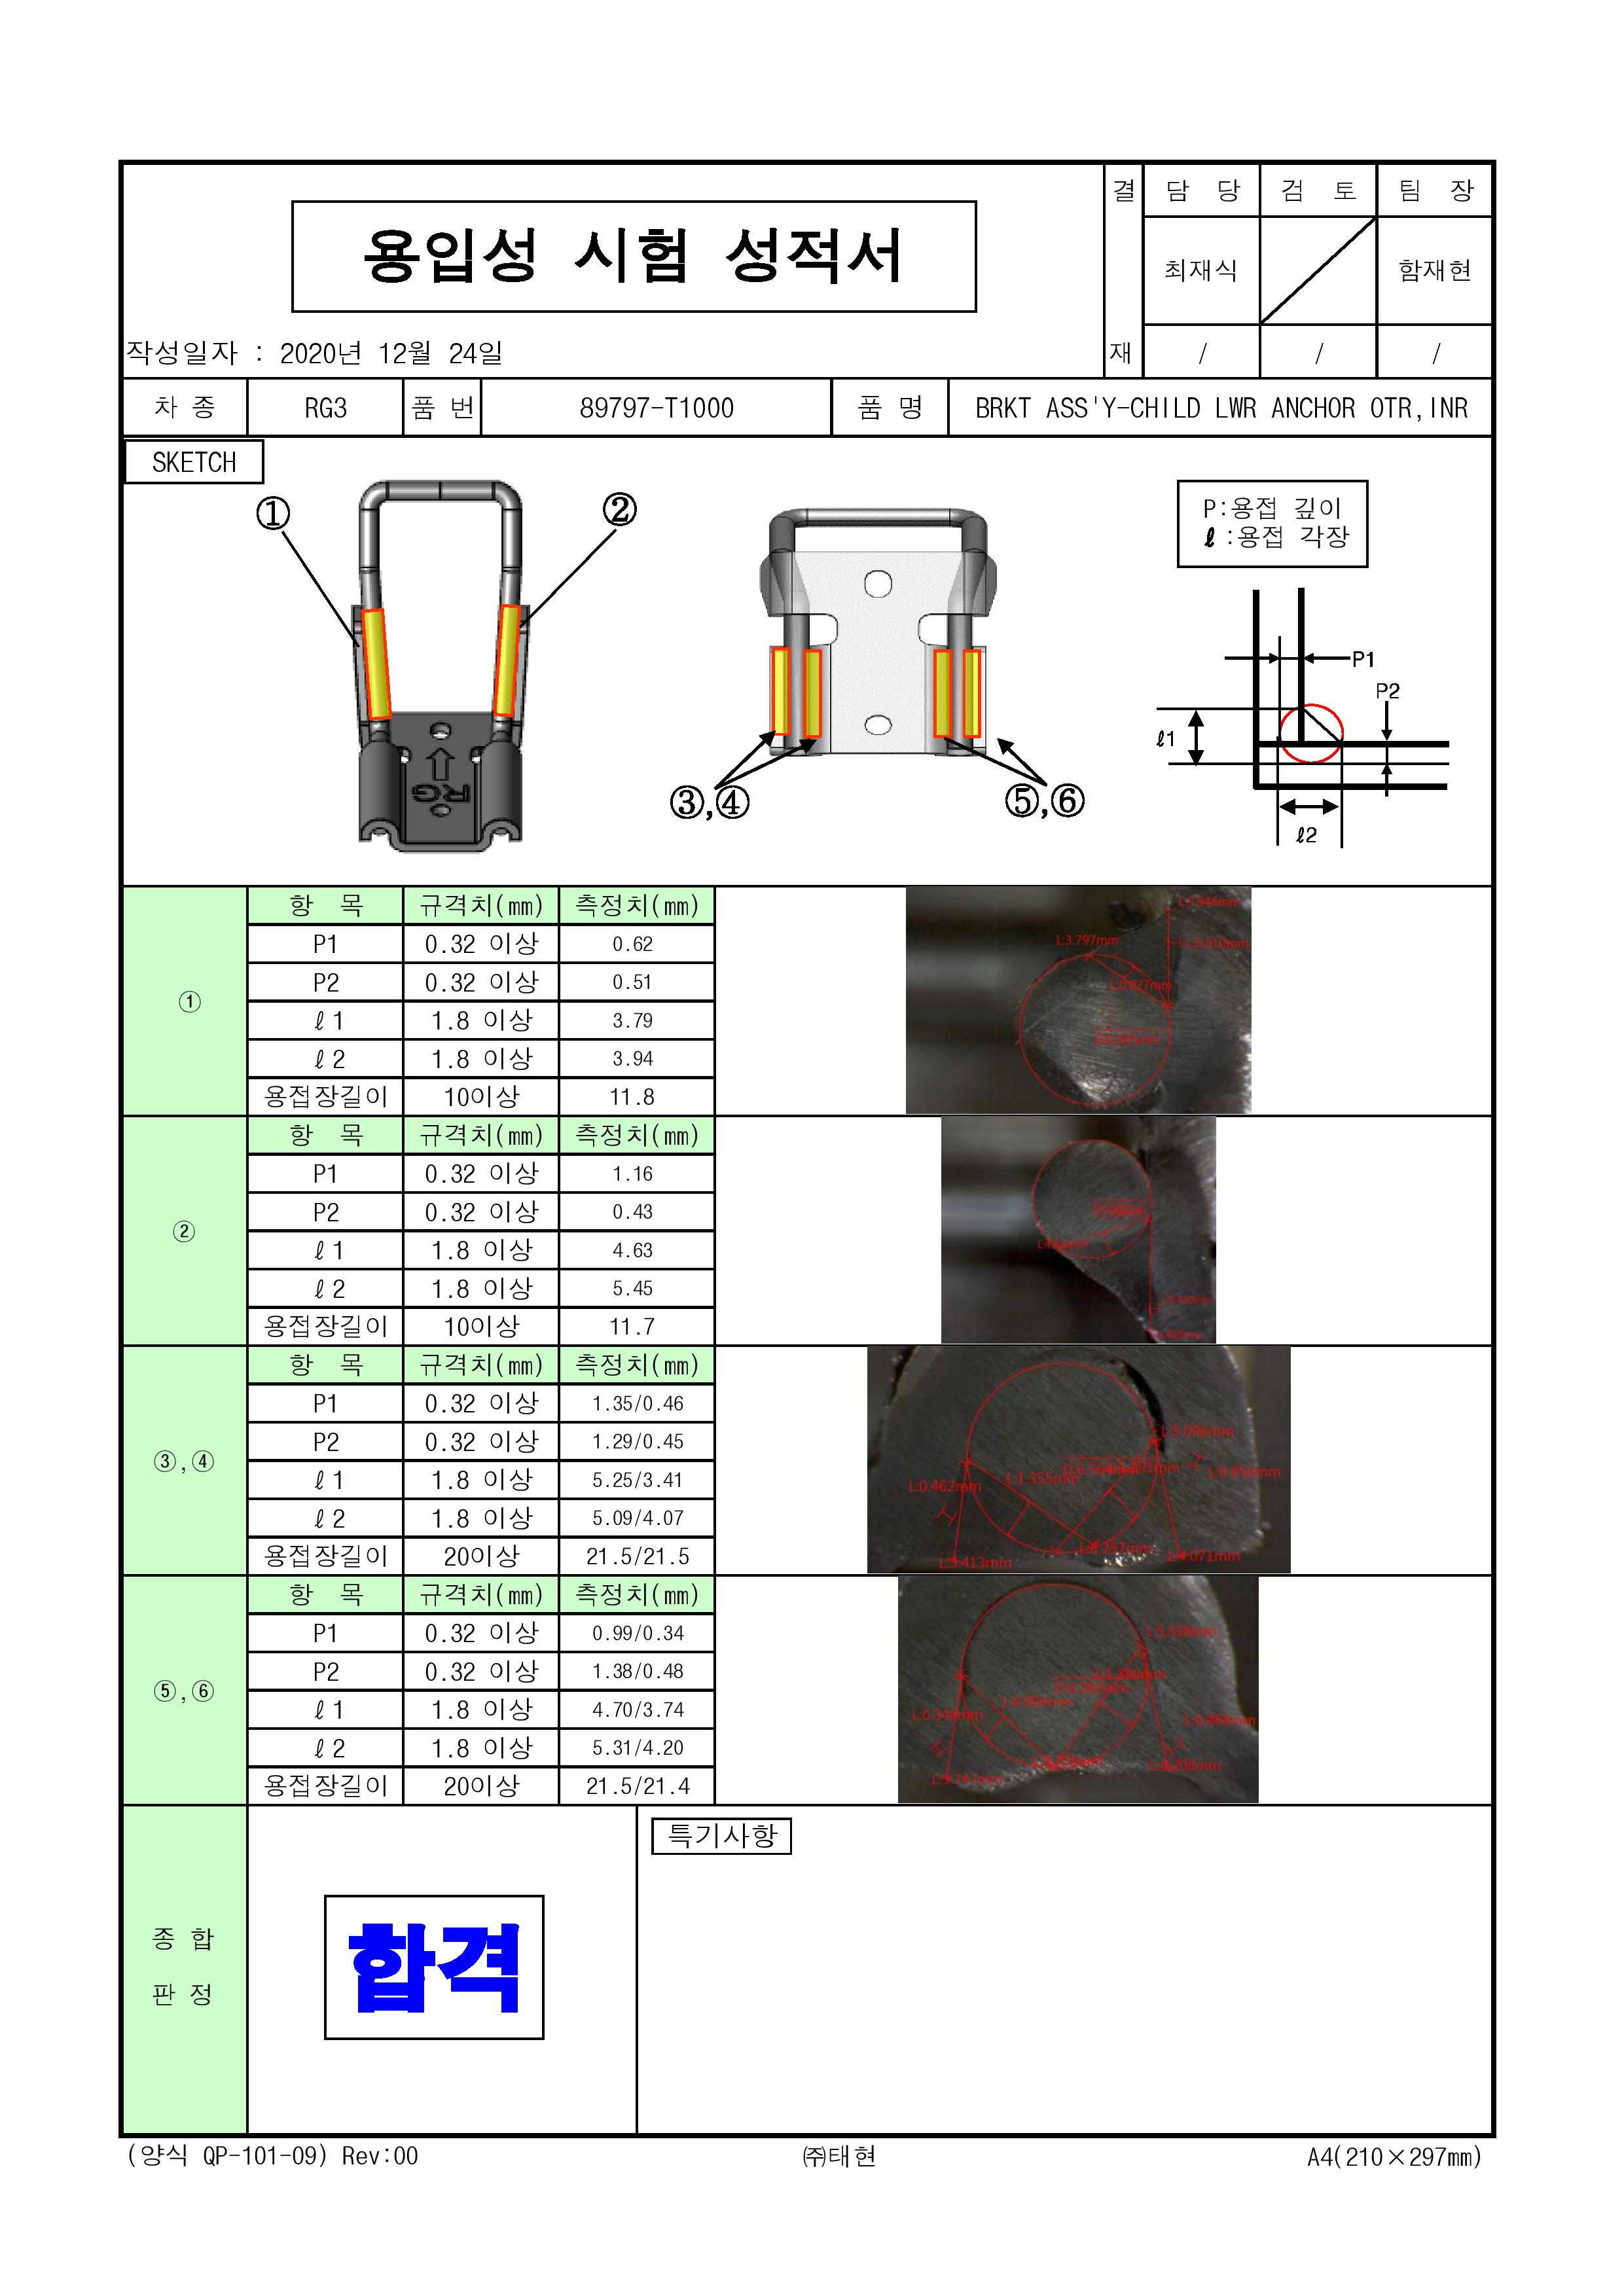 용입성 시험 성적서
결 재
담 당 검 토 팀 장
최재식 함재현
작성일자 : 2020년 12월 24일
/ / /
차 종 RG3 품 번 89797-T1000 품 명 BRKT ASS'Y-CHILD LWR ANCHOR OTR,INR
SKETCH
① ②
③,④ ⑤,⑥
P:용접 깊이
ℓ :용접 각장
P1
P2
ℓ1
ℓ2
①
항 목 규격치(㎜) 측정치(㎜)
P1 0.32 이상 0.62
P2 0.32 이상 0.51
ℓ1 1.8 이상 3.79
ℓ2 1.8 이상 3.94
용접장길이 10이상 11.8
L:3.797mm
②
항 목 규격치(㎜) 측정치(㎜)
P1 0.32 이상 1.16
P2 0.32 이상 0.43
ℓ1 1.8 이상 4.63
ℓ2 1.8 이상 5.45
용접장길이 10이상 11.7
③,④
항 목 규격치(㎜) 측정치(㎜)
P1 0.32 이상 1.35/0.46
P2 0.32 이상 1.29/0.45
ℓ1 1.8 이상 5.25/3.41
ℓ2 1.8 이상 5.09/4.07
용접장길이 20이상 21.5/21.5
L:5.096mm
L:0.462mm
L:1.355mm
L:3.413mm
L:4.071mm
⑤,⑥
항 목 규격치(㎜) 측정치(㎜)
P1 0.32 이상 0.99/0.34
P2 0.32 이상 1.38/0.48
ℓ1 1.8 이상 4.70/3.74
ℓ2 1.8 이상 5.31/4.20
용접장길이 20이상 21.5/21.4
종 합
판 정
합격
특기사항
(양식 QP-101-09) Rev:00 ㈜태현 A4(210×297㎜)